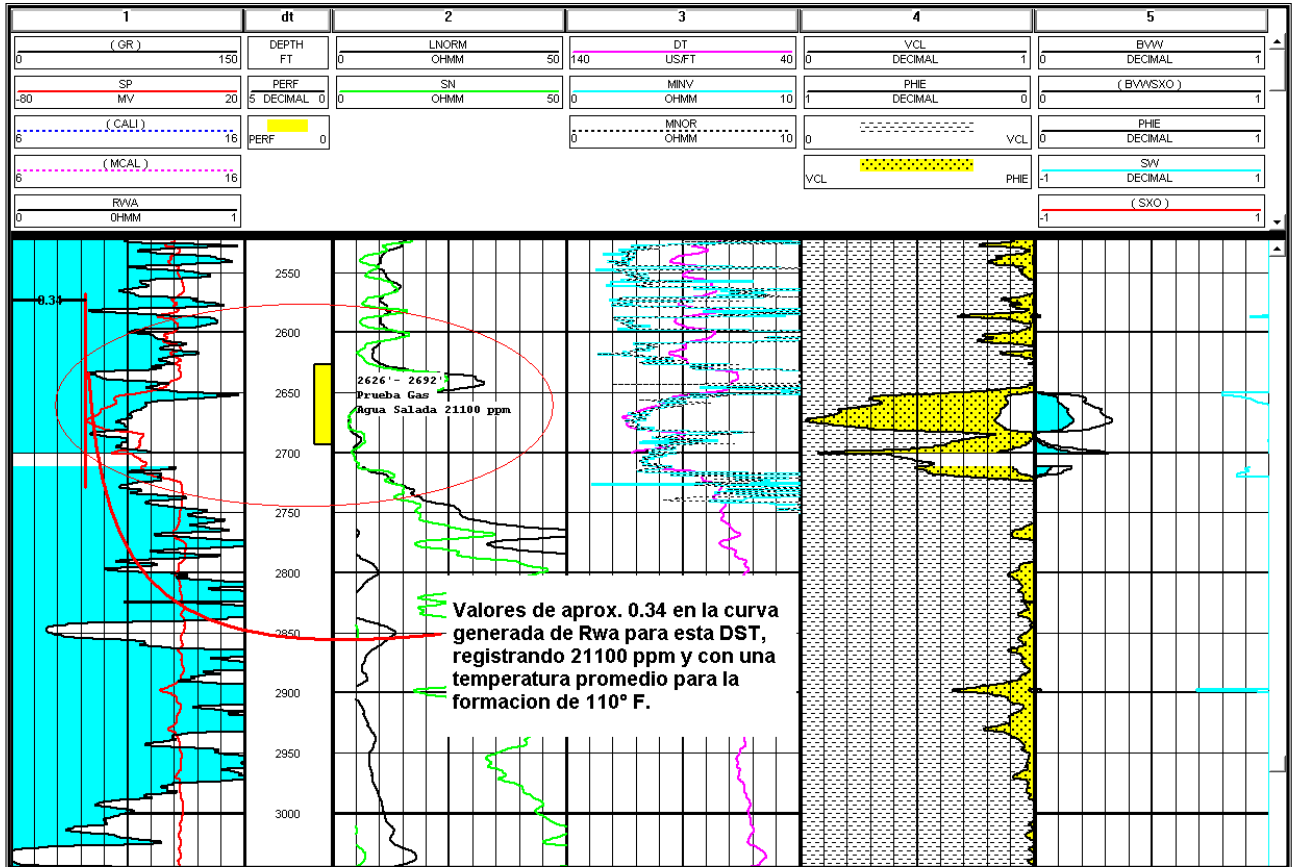 1 dt 2 3 4 5
( GR )
0 150
SP
-80 MV 20
( CALI )
6 16
( MCAL )
6 16
RWA
0 0HMM 1
DEPTH
FT
PERF
5 DECIMAL 0
PERF 0
LNORM
0 OHMM 50
SN
0 OHMM 50
DT
140 US/FT 40
MINV
0 OHMM 10
MNOR
0 OHMM 10
VCL
0 DECIMAL 1
PHIE
1 DECIMAL 0
0 VCL
VCL PHIE
BVW
0 DECIMAL 1
( BVWSXO )
0 1
PHIE
0 DECIMAL 1
SW
-1 DECIMAL 1
( SXO )
-1 1
0.34
2550
2600
2650
2700
2750
2800
2850
2900
2950
3000
2626'- 2692'
Prueba Gas
Agua Salada 21100 ppm
Valores de aprox. 0.34 en la curva
generada de Rwa para esta DST,
registrando 21100 ppm y con una
temperatura promedio para la
formacion de 110º F.